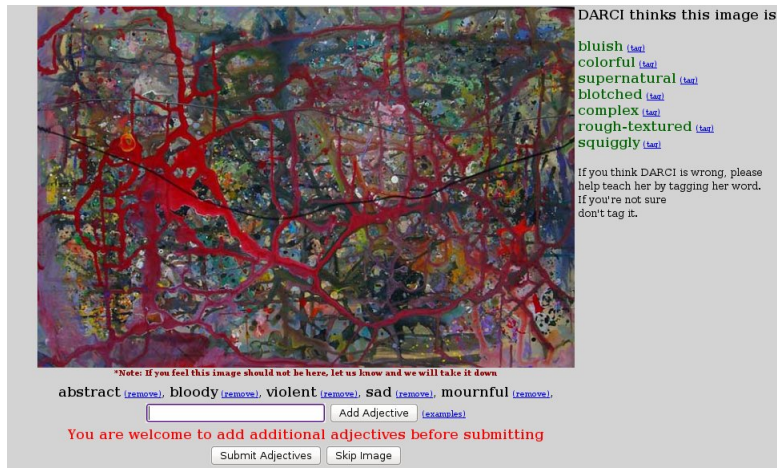 DARCI thinks this image is
bluish (tag)
colorful (tag)
supernatural (tag)
blotched (tag)
complex (tag)
rough-textured (tag)
squiggly (tag)
If you think DARCI is wrong, please
help teach her by tagging her word.
If you're not sure
don't tag it.
*Note: If you feel this image should not be here, let us know and we will take it down
abstract (remove), bloody (remove), violent (remove), sad (remove), mournful (remove),
Add Adjective (examples)
You are welcome to add additional adjectives before submitting
Submit Adjectives Skip Image